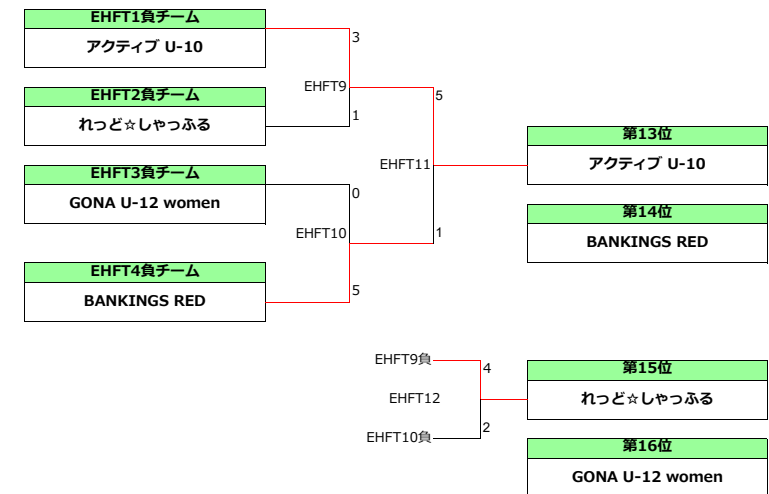 EHFT1負チーム
アクティブ U-10
3
EHFT9
5
EHFT2負チーム
れっど☆しゃっふる
1
第13位
アクティブ U-10
EHFT11
EHFT3負チーム
GONA U-12 women
0
第14位
BANKINGS RED
EHFT10
1
EHFT4負チーム
BANKINGS RED
5
EHFT9負
4
第15位
れっど☆しゃっふる
EHFT12
EHFT10負
2
第16位
GONA U-12 women